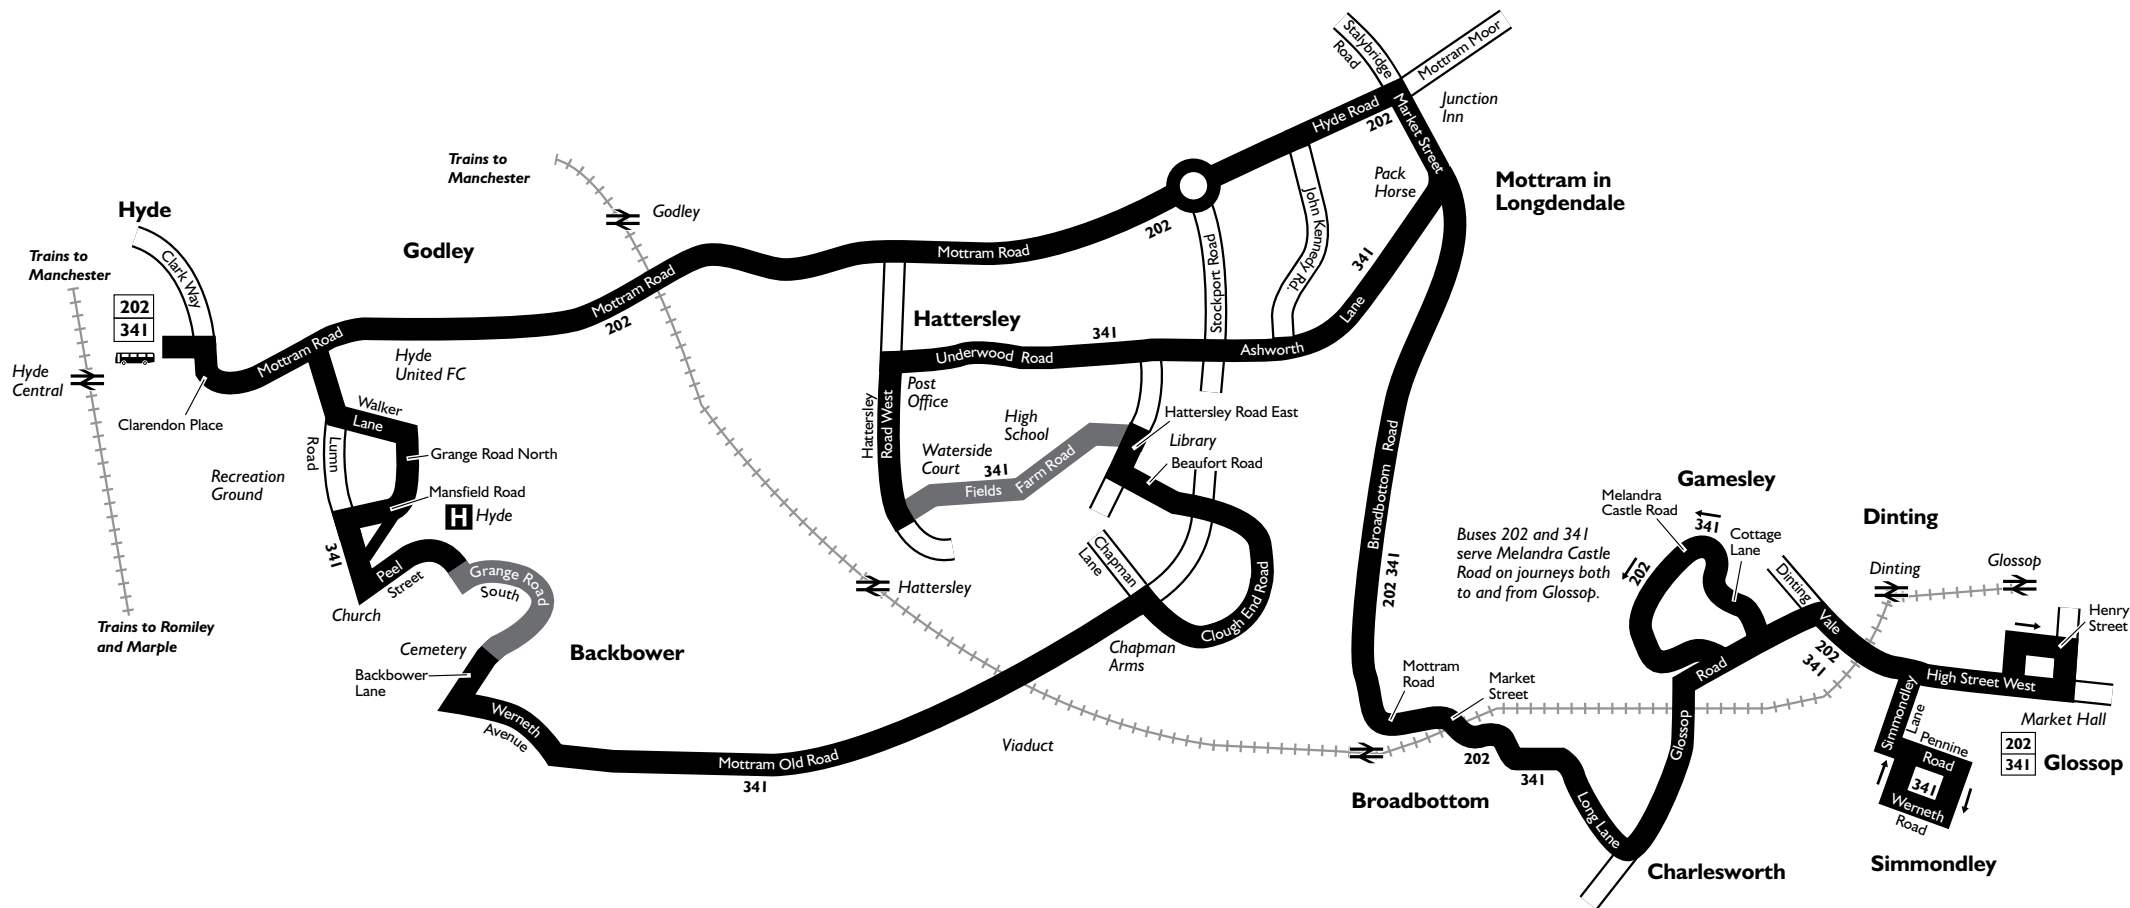 Stalybridge
Road
Mottram Moor
Junction
Inn
Hyde Road
202
Market Street
Pack
Horse
Mottram in
Longdendale
Trains to
Manchester
Godley
Godley
Hyde
Clark Way
Trains to
Manchester
202
341
Hyde
Central
Clarendon Place
Mottram Road
Hyde
United FC
Mottram Road
202
Mottram Road
202
Stockport Road
John Kennedy Rd.
341
Hattersley
341
Underwood Road
Ashworth
Lane
Post
Office
Hattersley
Road West
High
School
Waterside
Court
341
Fields
Farm Road
Hattersley Road East
Library
Beaufort Road
Walker
Lane
Lumn
Road
Grange Road North
Recreation
Ground
Mansfield Road
H Hyde
341
Peel
Street
Church
Grange Road
South
Cemetery
Backbower
Lane
Backbower
Trains to Romiley
and Marple
Werneth
Avenue
Mottram Old Road
341
Hattersley
Chapman
Lane
Clough End Road
Chapman
Arms
Viaduct
Broadbottom Road
202 341
Mottram
Road
Market
Street
202
341
Broadbottom
Long Lane
Charlesworth
Glossop
Road
Buses 202 and 341
serve Melandra Castle
Road on journeys both
to and from Glossop.
Gamesley
Melandra
Castle Road
341
Cottage
Lane
202
Dinting
Vale
202
341
Dinting
Dinting
Glossop
Henry
Street
High Street West
Market Hall
202
341
Glossop
Simmondley
Lane
Pennine
Road
341
Werneth
Road
Simmondley